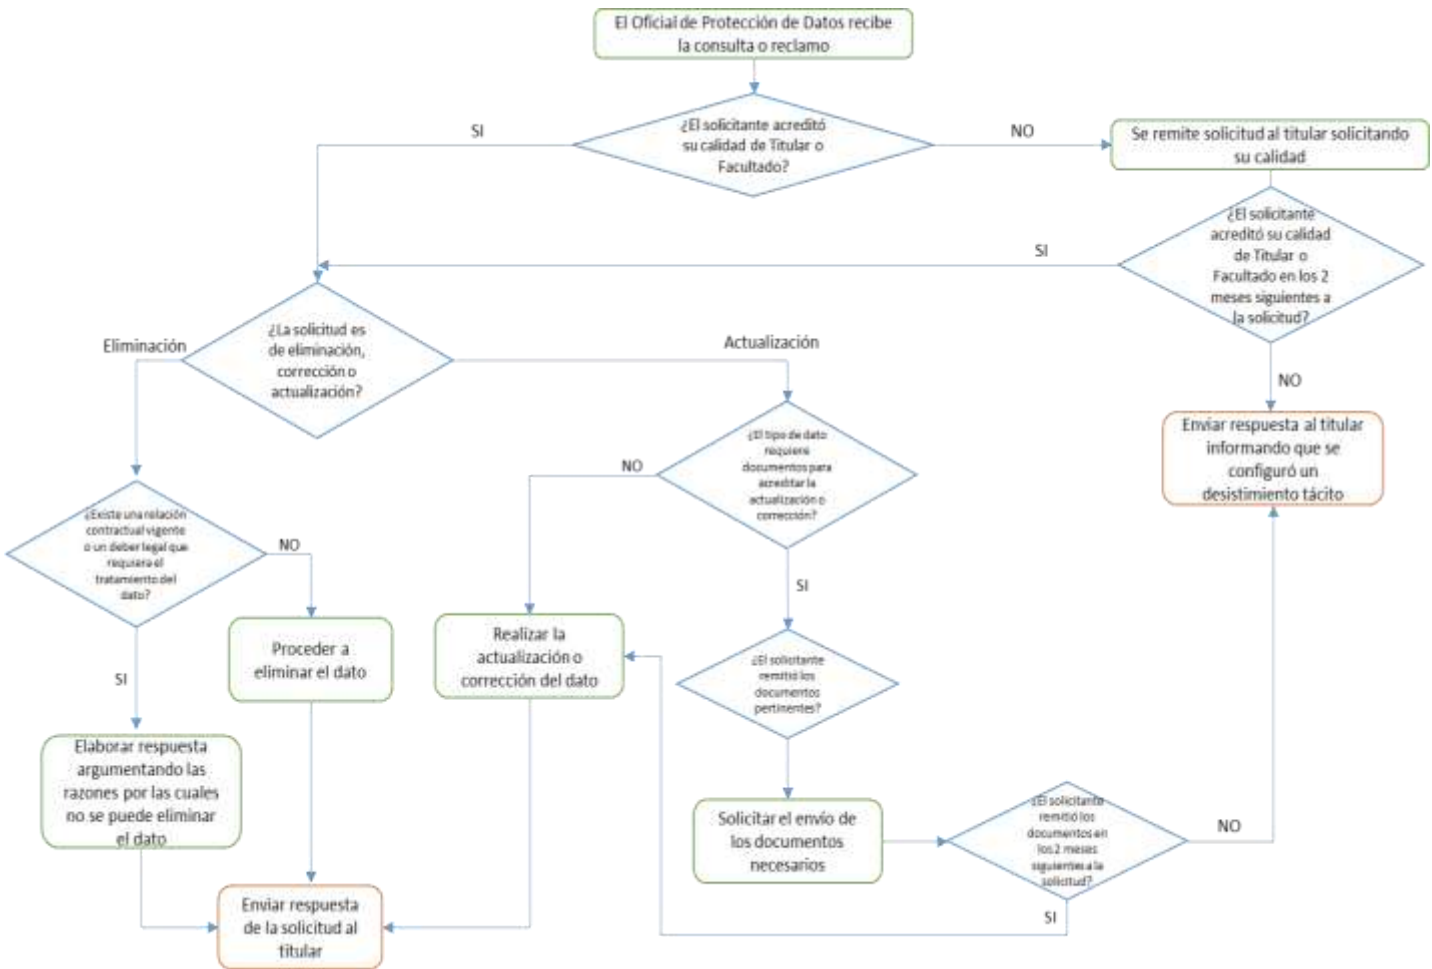 El Oficial de Protección de Datos recibe
la consulta o reclamo
¿El solicitante acreditó
su calidad de Titular o
Facultado?
SI
NO
Se remite solicitud al titular solicitando
su calidad
¿El solicitante
acreditó su calidad
de Titular o
Facultado en los 2
meses siguientes a
la solicitud?
SI
NO
Enviar respuesta al titular
informando que se
configuró un
desistimiento tácito
¿La solicitud es
de eliminación,
corrección o
actualización?
Eliminación
Actualización
¿El tipo de dato
requiere
documentos para
acreditar la
actualización o
corrección?
NO
SI
¿Existe una relación
contractual vigente
o un deber legal que
requiera el
tratamiento del
dato?
NO
SI
Proceder a
eliminar el dato
Realizar la
actualización o
corrección del dato
¿El solicitante
remitió los
documentos
pertinentes?
Elaborar respuesta
argumentando las
razones por las cuales
no se puede eliminar
el dato
Solicitar el envío de
los documentos
necesarios
¿El solicitante
remitió los
documentos en
los 2 meses
siguientes a la
solicitud?
NO
SI
Enviar respuesta
de la solicitud al
titular